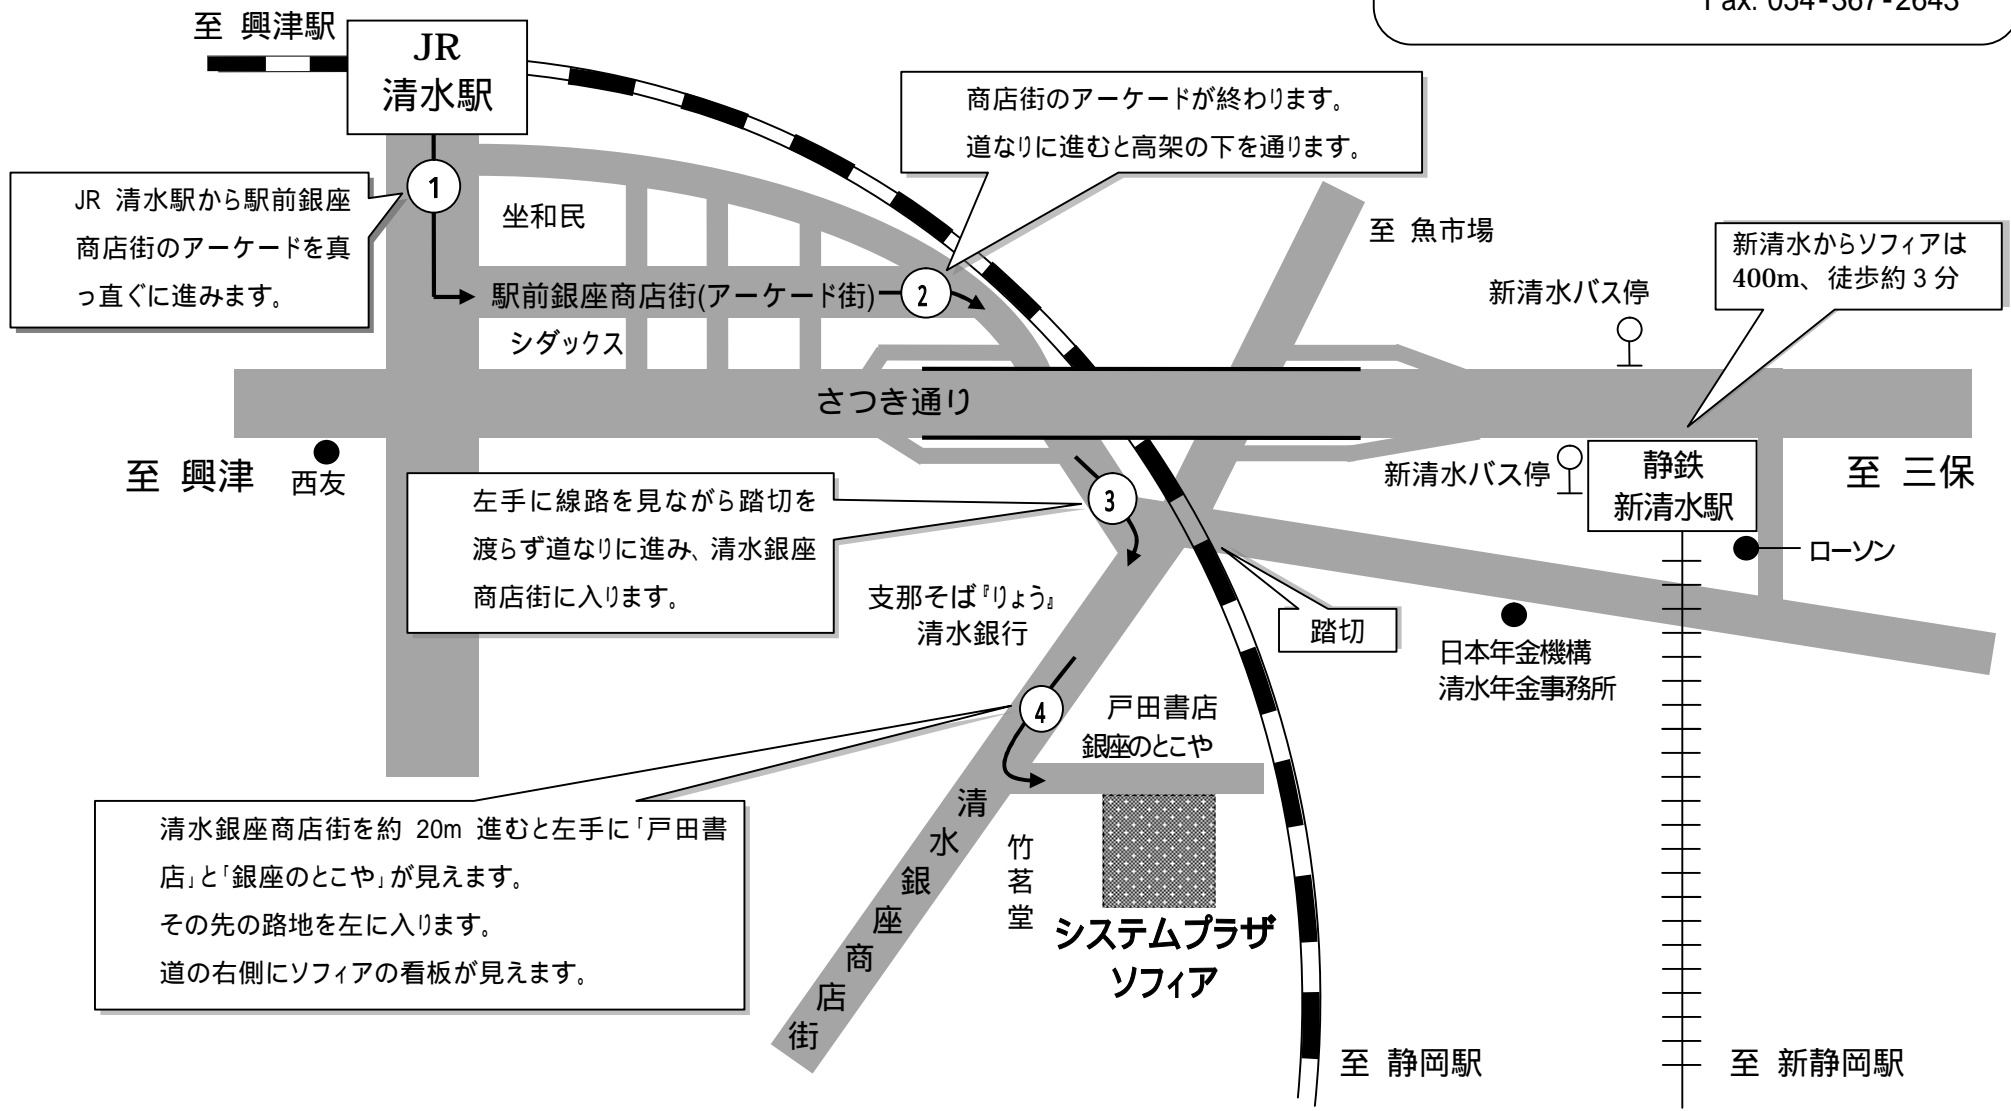 Fax. 054-367-2643
至 興津駅
JR
清水駅
商店街のアーケードが終わります。
道なりに進むと高架の下を通ります。
1
JR 清水駅から駅前銀座
商店街のアーケードを真
っ直ぐに進みます。
坐和民
至 魚市場
新清水からソフィアは
400m、徒歩約3分
新清水バス停
駅前銀座商店街(アーケード街)
2
シダックス
さつき通り
至 興津
西友
新清水バス停
静鉄
新清水駅
至 三保
左手に線路を見ながら踏切を
渡らず道なりに進み、清水銀座
商店街に入ります。
3
ローソン
支那そば『りょう』
清水銀行
踏切
日本年金機構
清水年金事務所
4
戸田書店
銀座のとこや
清水銀座商店街を約 20m 進むと左手に「戸田書
店」と「銀座のとこや」が見えます。
その先の路地を左に入ります。
道の右側にソフィアの看板が見えます。
清水銀座商店街
竹茗堂
システムプラザ
ソフィア
至 静岡駅
至 新静岡駅